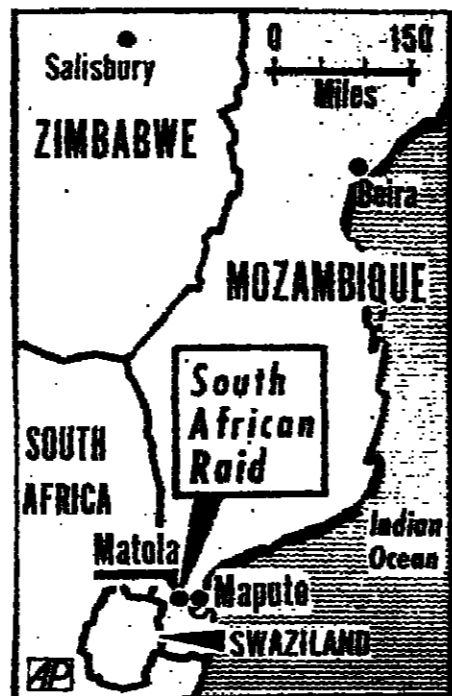 Salisbury
0 150
Miles
ZIMBABWE
Beira
MOZAMBIQUE
South
African
Raid
SOUTH
AFRICA
Indian
Ocean
Matola
Maputo
SWAZILAND
AP